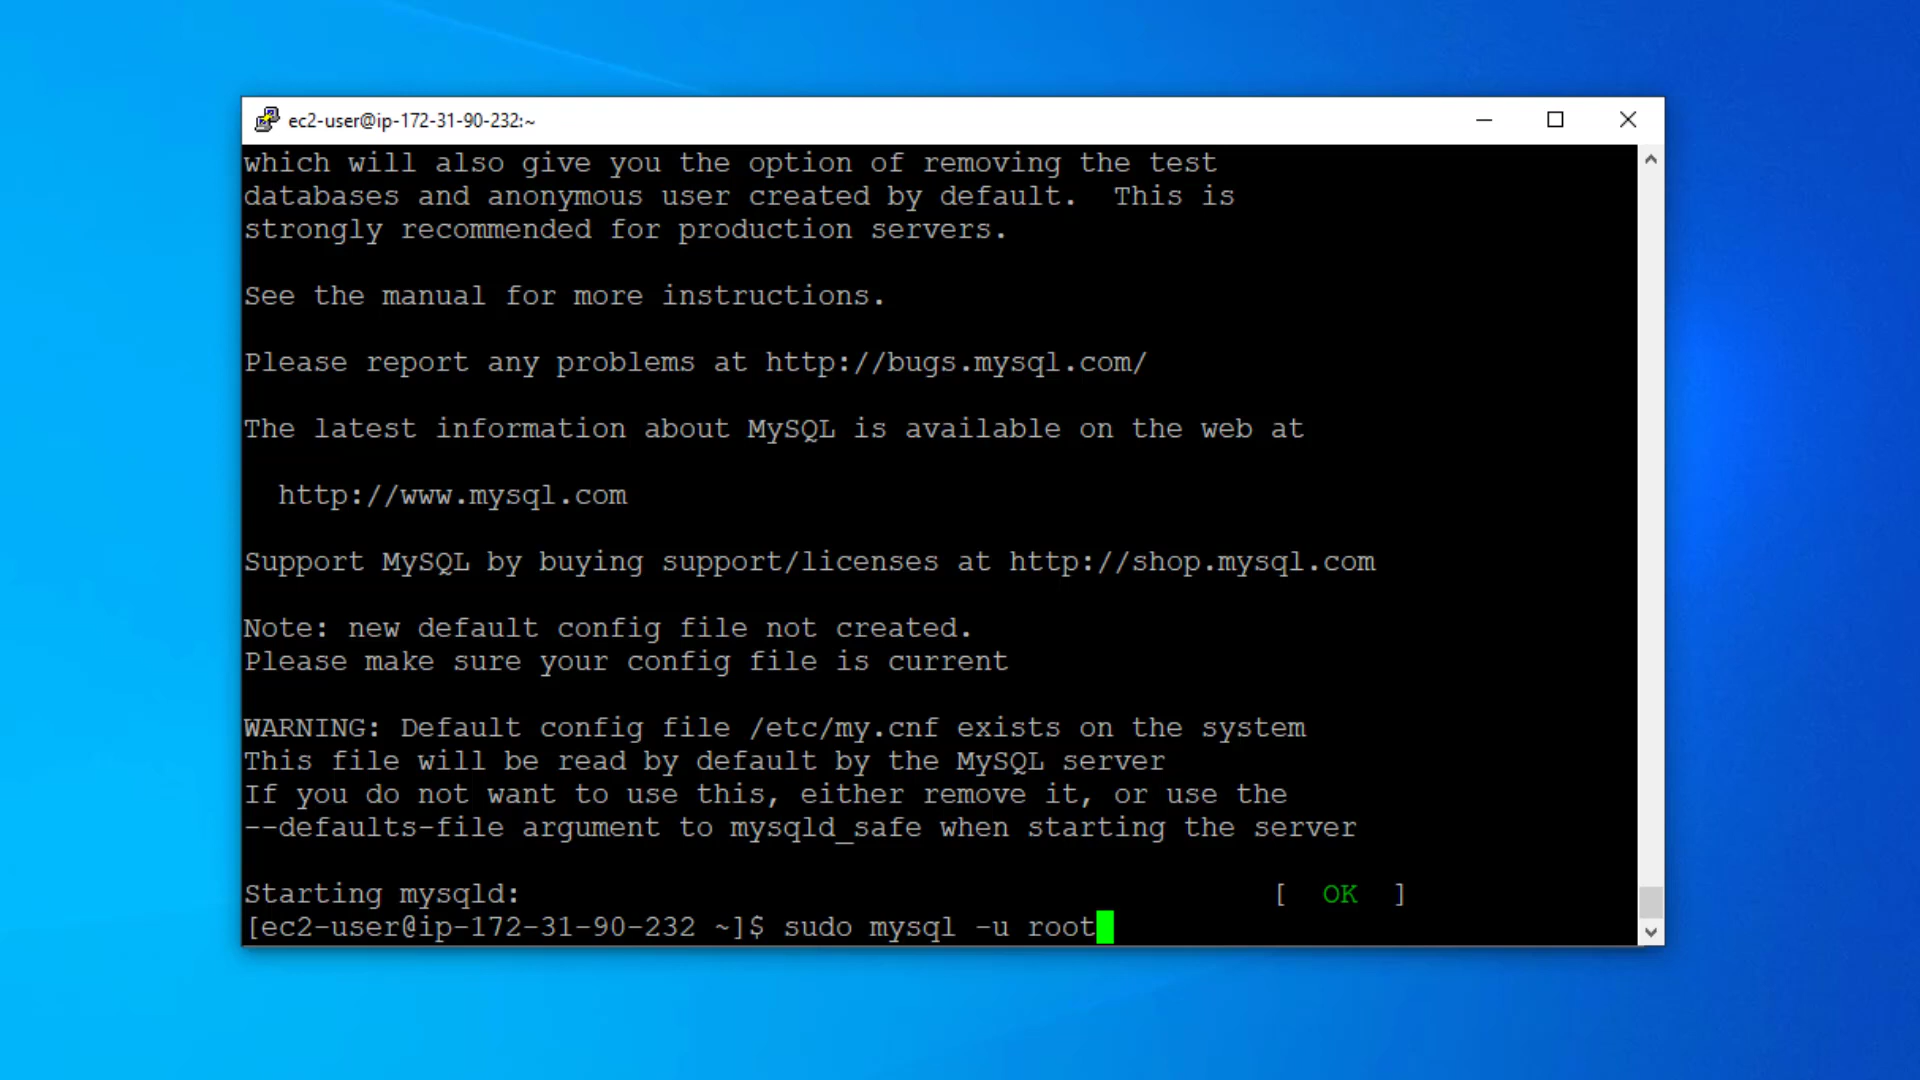 ec2-user@ip-172-31-90-232:~
which will also give you the option of removing the test
databases and anonymous user created by default.  This is
strongly recommended for production servers.
See the manual for more instructions.
Please report any problems at http://bugs.mysql.com/
The latest information about MySQL is available on the web at
http://www.mysql.com
Support MySQL by buying support/licenses at http://shop.mysql.com
Note: new default config file not created.
Please make sure your config file is current
WARNING: Default config file /etc/my.cnf exists on the system
This file will be read by default by the MySQL server
If you do not want to use this, either remove it, or use the
--defaults-file argument to mysqld_safe when starting the server
Starting mysqld: [  OK  ]
[ec2-user@ip-172-31-90-232 ~]$ sudo mysql -u root